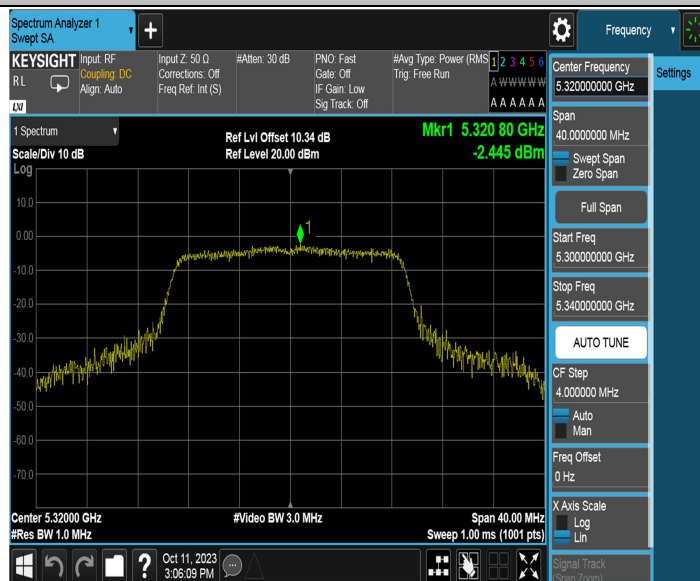 Spectrum Analyzer 1
Swept SA
+
Frequency
KEYSIGHT
RL
LXI
Input: RF
Coupling: DC
Align: Auto
Input Z: 50 Ω
Corrections: Off
Freq Ref: Int (S)
#Atten: 30 dB
PNO: Fast
Gate: Off
IF Gain: Low
Sig Track: Off
#Avg Type: Power (RMS
Trig: Free Run
1 2 3 4 5 6
A W W W W W
A A A A A A
1 Spectrum
Scale/Div 10 dB
Log
Ref Lvl Offset 10.34 dB
Ref Level 20.00 dBm
Mkr1 5.320 80 GHz
-2.445 dBm
1
10.0
0.00
-10.0
-20.0
-30.0
-40.0
-50.0
-60.0
-70.0
Center 5.32000 GHz
#Res BW 1.0 MHz
#Video BW 3.0 MHz
Span 40.00 MHz
Sweep 1.00 ms (1001 pts)
?
Oct 11, 2023
3:06:09 PM
Center Frequency
5.320000000 GHz
Span
40.0000000 MHz
Swept Span
Zero Span
Full Span
Start Freq
5.300000000 GHz
Stop Freq
5.340000000 GHz
AUTO TUNE
CF Step
4.000000 MHz
Auto
Man
Freq Offset
0 Hz
X Axis Scale
Log
Lin
Signal Track
(Span Zoom)
Settings